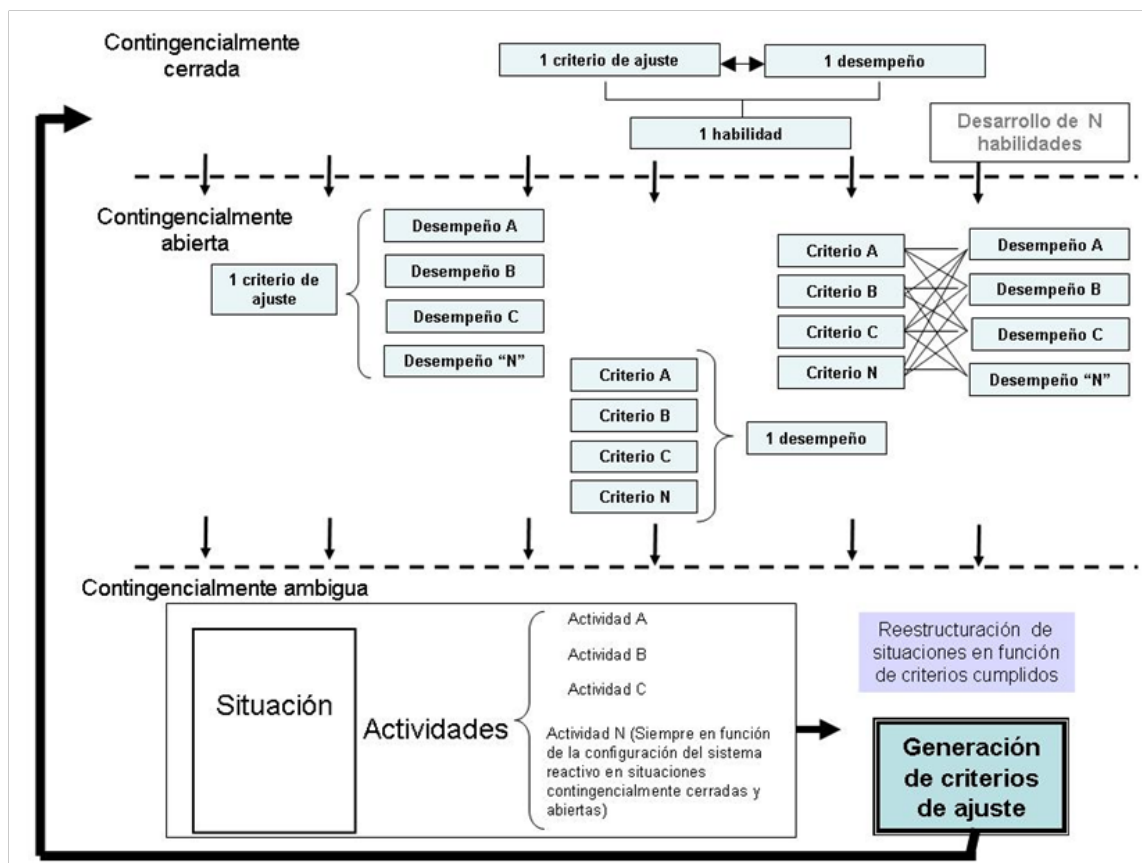 Contingencialmente
cerrada
1 criterio de ajuste
1 desempeño
1 habilidad
Desarrollo de N
habilidades
Contingencialmente
abierta
1 criterio de
ajuste
Desempeño A
Desempeño B
Desempeño C
Desempeño “N”
Criterio A
Criterio B
Criterio C
Criterio N
1 desempeño
Criterio A
Criterio B
Criterio C
Criterio N
Desempeño A
Desempeño B
Desempeño C
Desempeño “N”
Contingencialmente ambigua
Situación
Actividades
Actividad A
Actividad B
Actividad C
Actividad N (Siempre en función
de la configuración del sistema
reactivo en situaciones
contingencialmente cerradas y
abiertas)
Reestructuración de
situaciones en función
de criterios cumplidos
Generación
de criterios
de ajuste